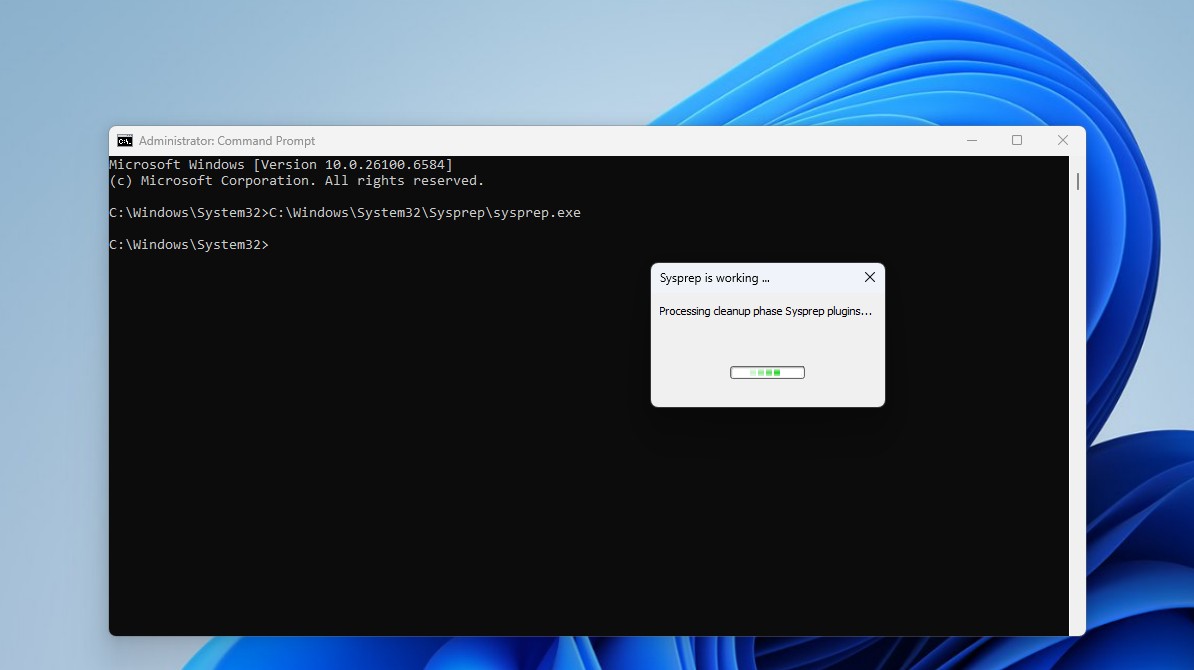 Administrator: Command Prompt
Microsoft Windows [Version 10.0.26100.6584]
(c) Microsoft Corporation. All rights reserved.
C:\Windows\System32>C:\Windows\System32\Sysprep\sysprep.exe
C:\Windows\System32>
Sysprep is working ...
Processing cleanup phase Sysprep plugins...